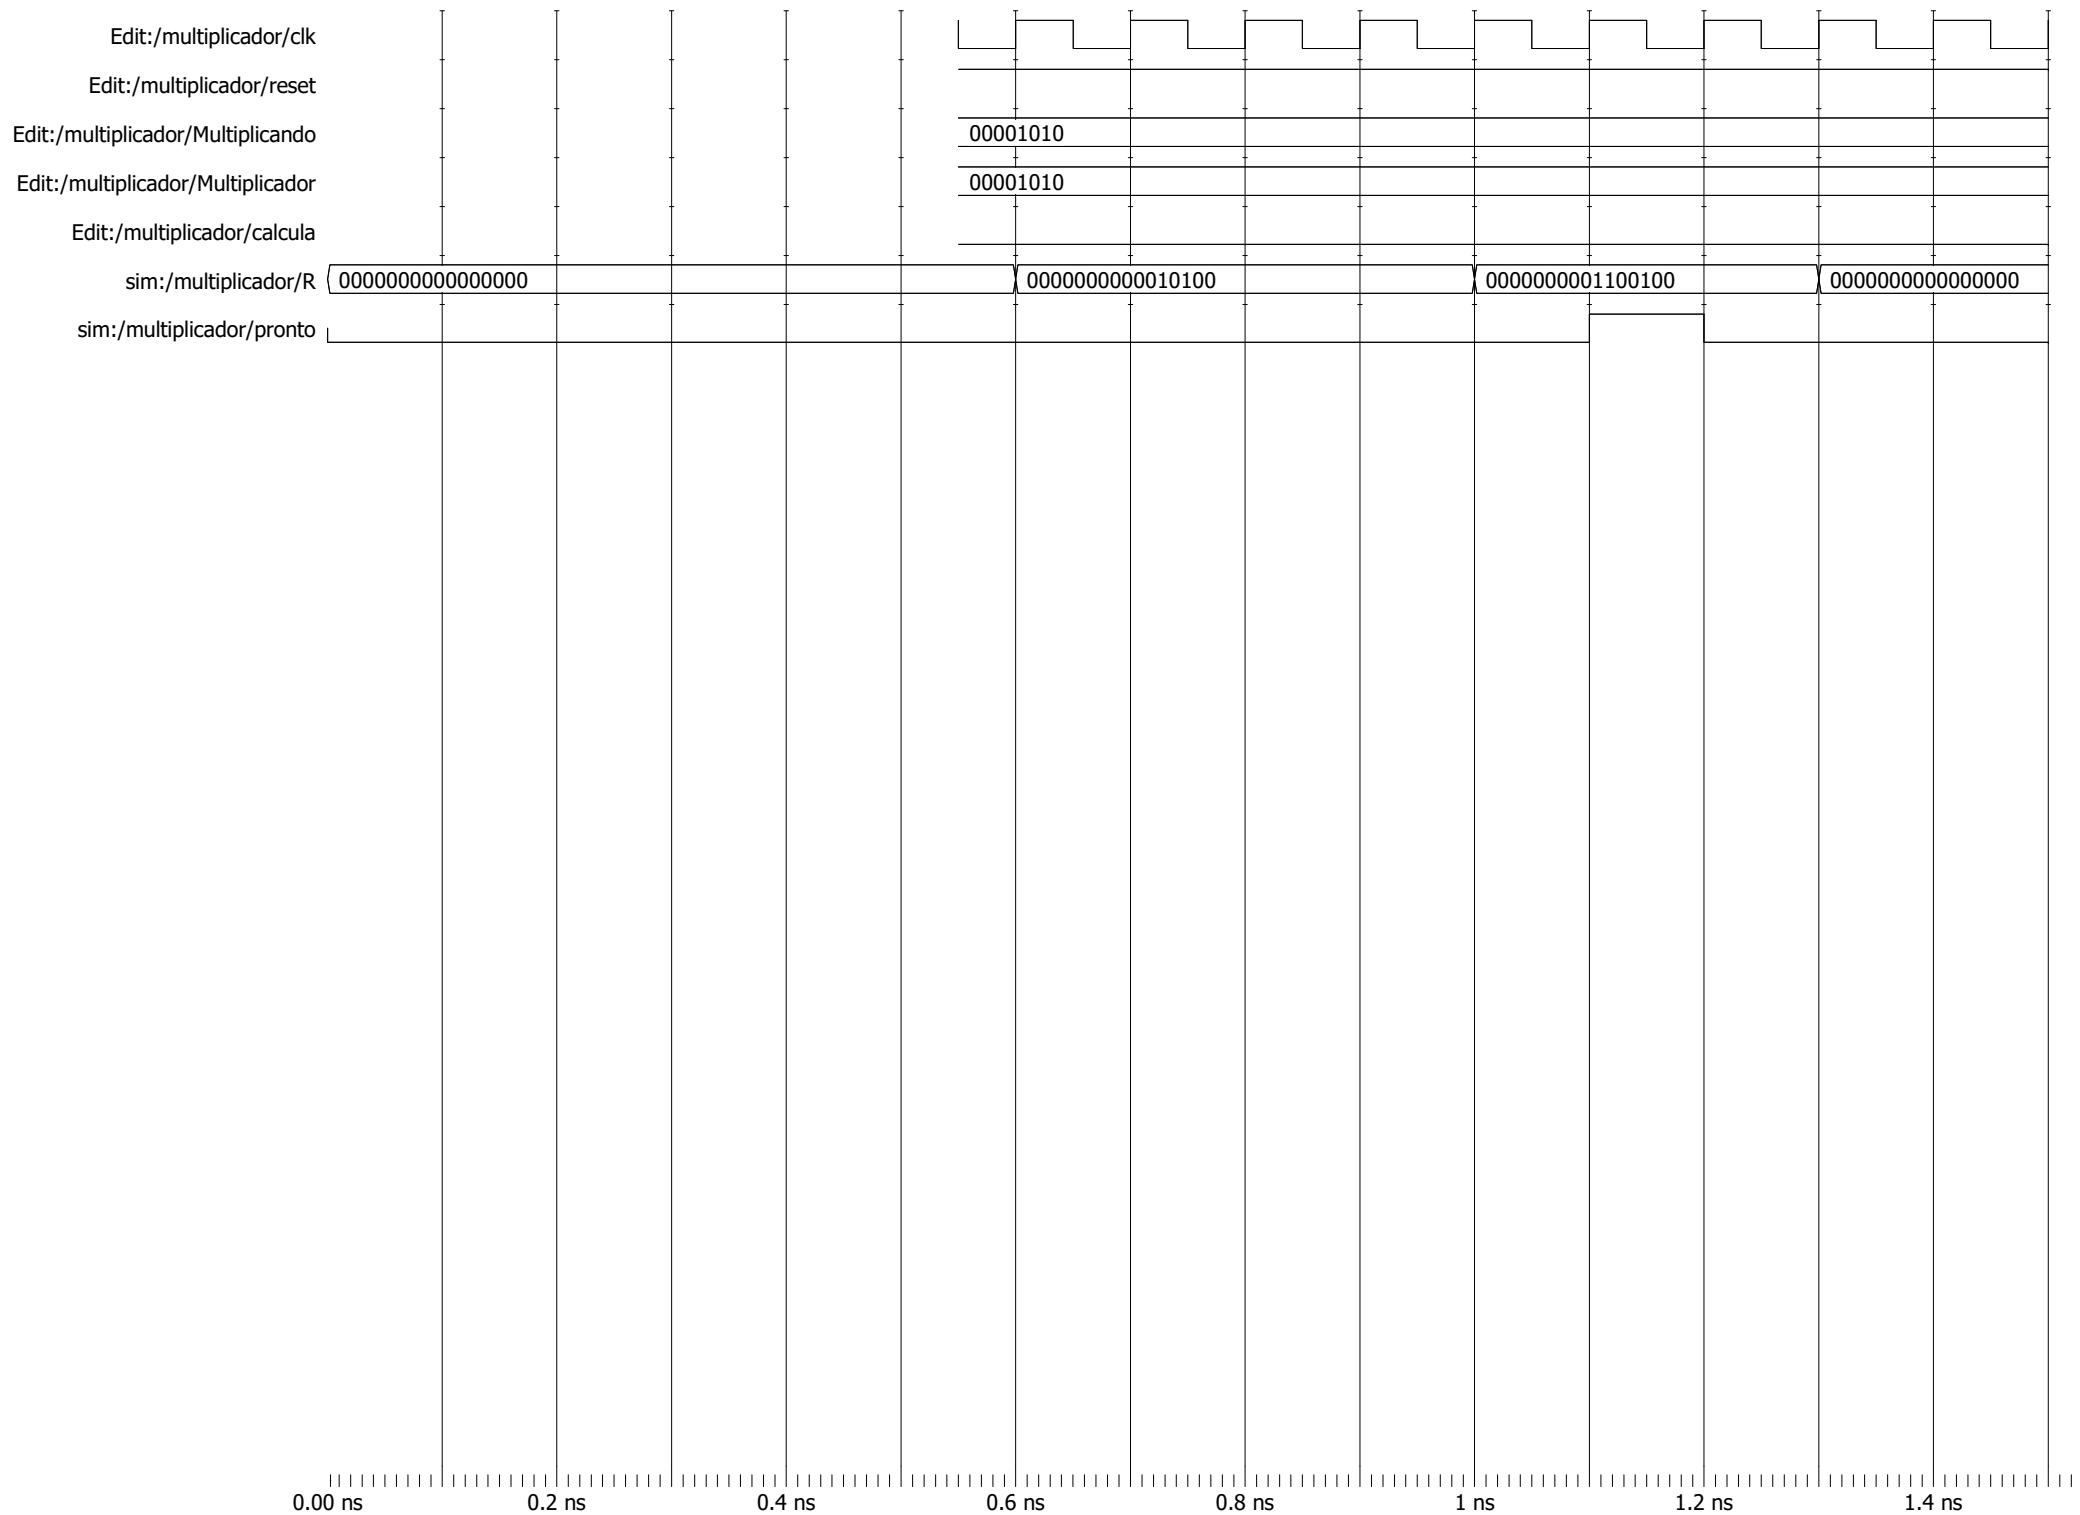 Edit:/multiplicador/clk
Edit:/multiplicador/reset
Edit:/multiplicador/Multiplicando 00001010
Edit:/multiplicador/Multiplicador 00001010
Edit:/multiplicador/calcula
sim:/multiplicador/R 0000000000000000 0000000000010100 0000000001100100 0000000000000000
sim:/multiplicador/pronto
0.00 ns 0.2 ns 0.4 ns 0.6 ns 0.8 ns 1 ns 1.2 ns 1.4 ns